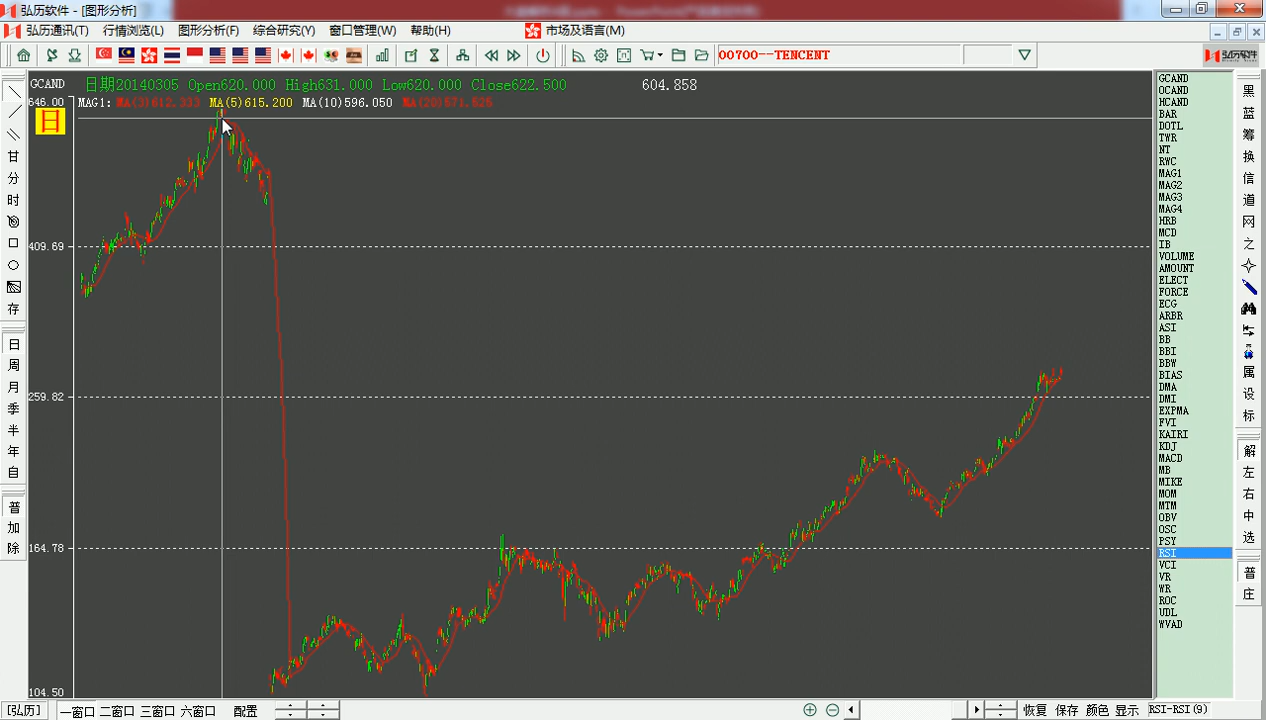 弘历软件 - [图形分析]
弘历通讯(T) 行情浏览(L) 图形分析(F) 综合研究(Y) 窗口管理(W) 帮助(H) 市场及语言(M)
00700--TENCENT 弘历软件
GCAND 日期20140305 Open620.000 High631.000 Low620.000 Close622.500 604.858
646.00 MAG1: MA(3)612.333 MA(5)615.200 MA(10)596.050 MA(20)571.525
日
409.69
259.82
164.78
104.50
甘
分
时
存
日
周
月
季
半
年
自
普
加
除
GCAND
OCAND
HCAND
BAR
DOTL
TWR
NT
RWC
MAG1
MAG2
MAG3
MAG4
HRB
MCD
IB
VOLUME
AMOUNT
ELECT
FORCE
ECG
ARBR
ASI
BB
BBI
BBW
BIAS
DMA
DMI
EXPMA
FVI
KAIRI
KDJ
MACD
MB
MIKE
MOM
MTM
OBV
OSC
PSY
RSI
VCI
VR
WR
ROC
UDL
WVAD
黑
蓝
筹
换
信
道
网
之
属
设
标
解
左
右
中
选
普
庄
[弘历] 一窗口 二窗口 三窗口 六窗口 配置 恢复 保存 颜色 显示 RSI-RSI(9)